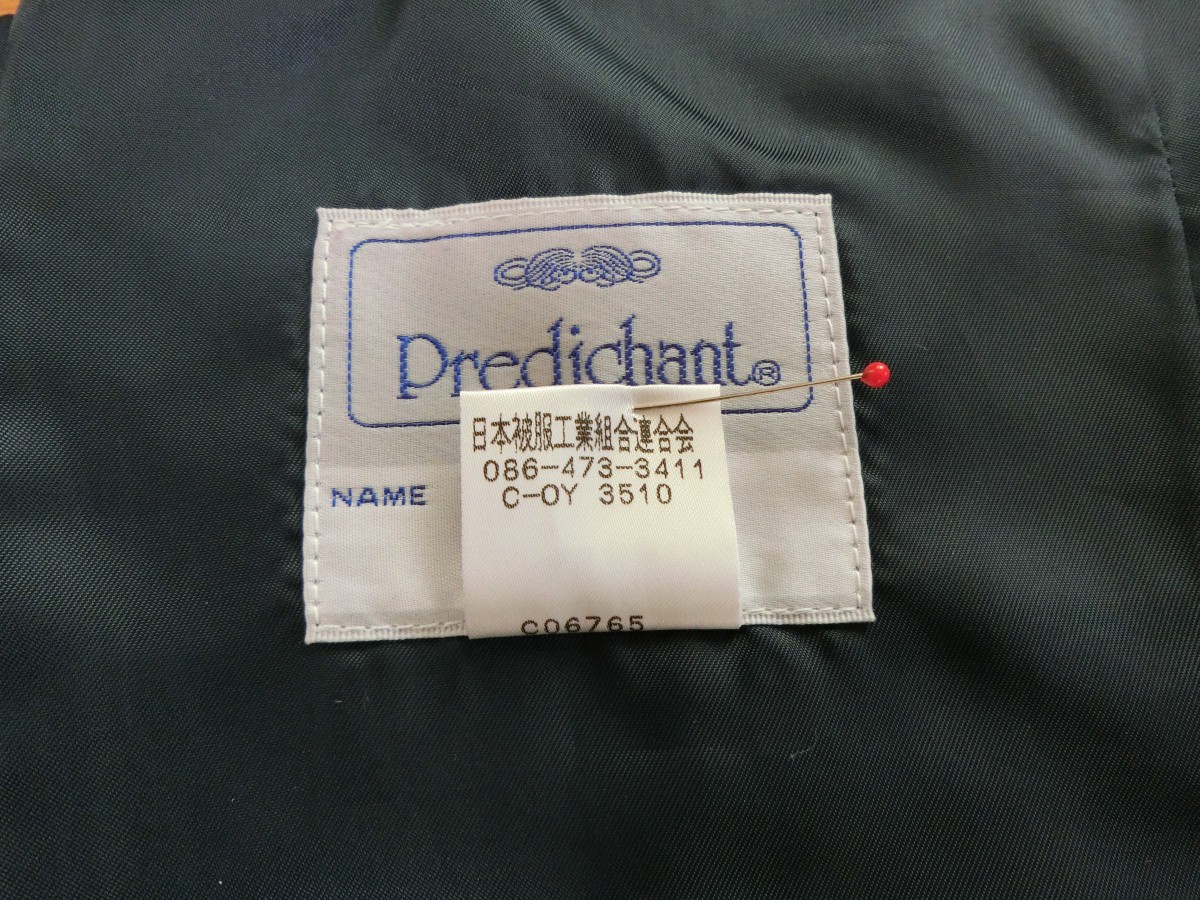 Predichant®
日本被服工業組合連合会
086-473-3411
C-OY 3510
NAME
C06765